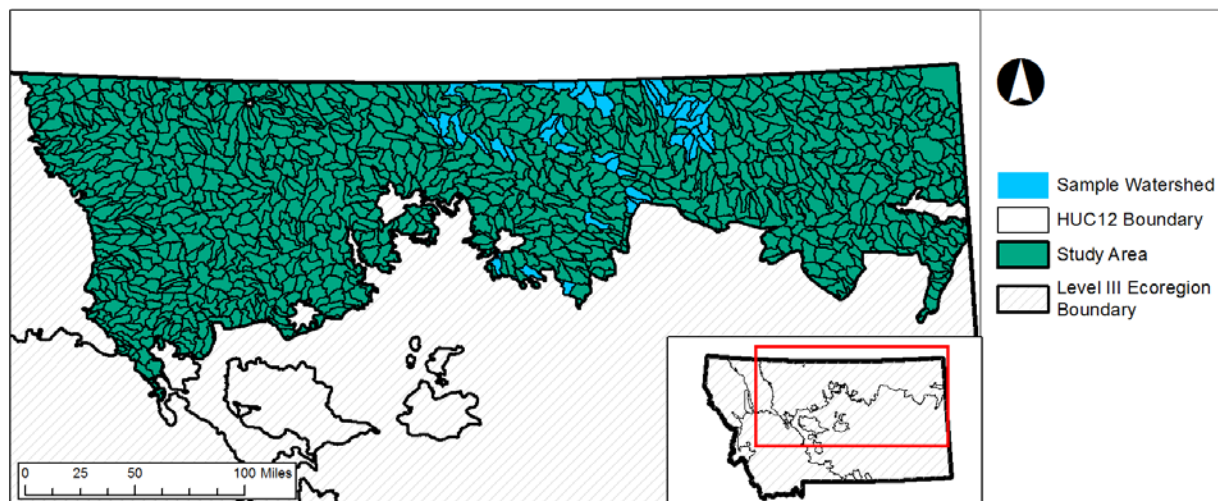 Sample Watershed
HUC12 Boundary
Study Area
Level III Ecoregion
Boundary
0 25 50 100 Miles